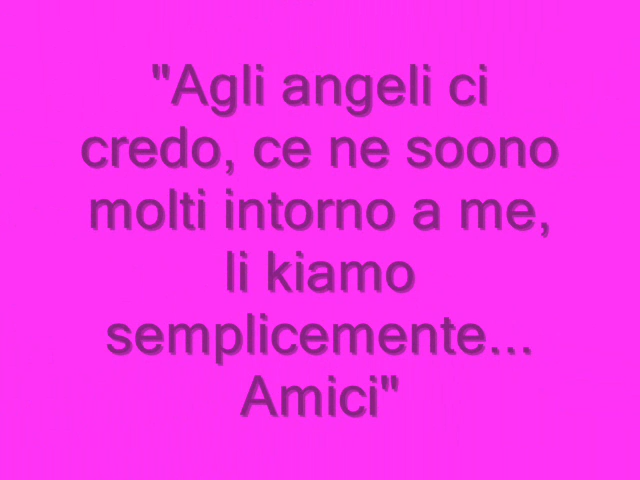 "Agli angeli ci
credo, ce ne soono
molti intorno a me,
li kiamo
semplicemente...
Amici"